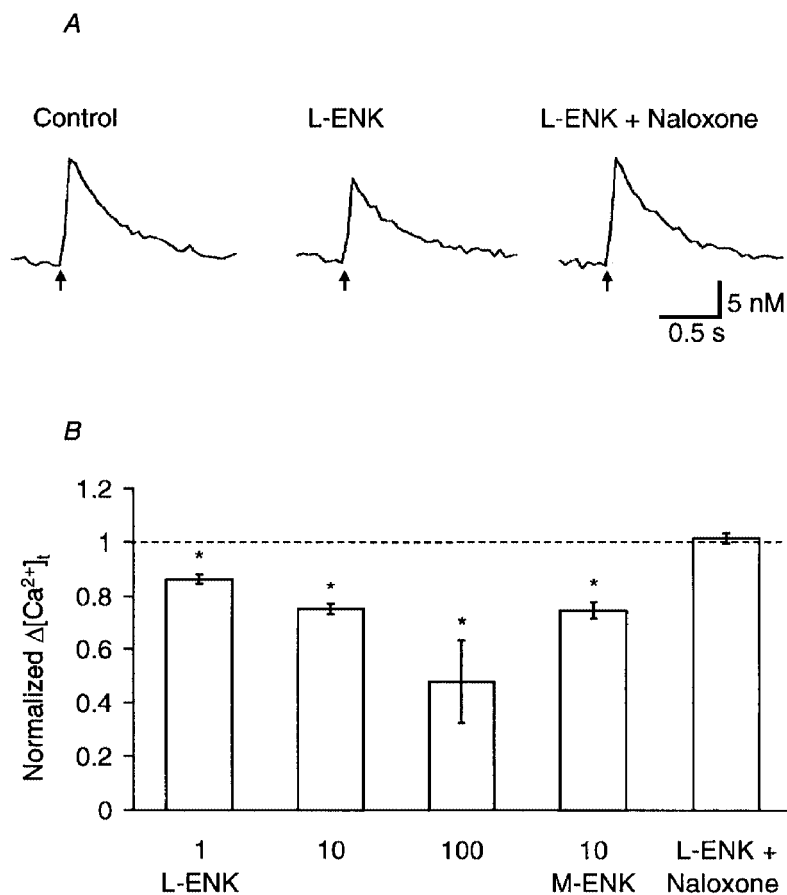 A
Control
L-ENK
L-ENK + Naloxone
5 nM
0.5 s
B
Normalized Δ[Ca²⁺]t
1.2
1
0.8
0.6
0.4
0.2
0
*
*
*
*
1
10
100
10
L-ENK +
L-ENK
M-ENK
Naloxone